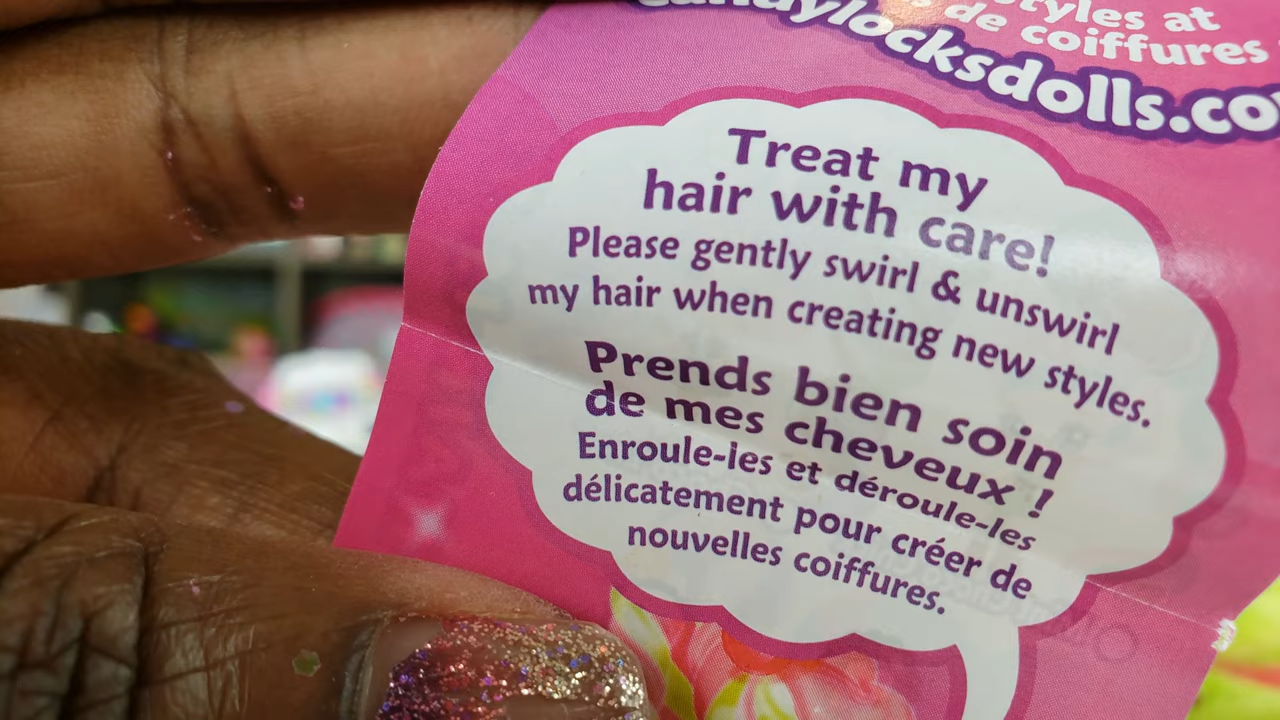 styles at
de coiffures
candylocksdolls.co
Treat my
hair with care!
Please gently swirl & unswirl
my hair when creating new styles.
Prends bien soin
de mes cheveux !
Enroule-les et déroule-les
délicatement pour créer de
nouvelles coiffures.